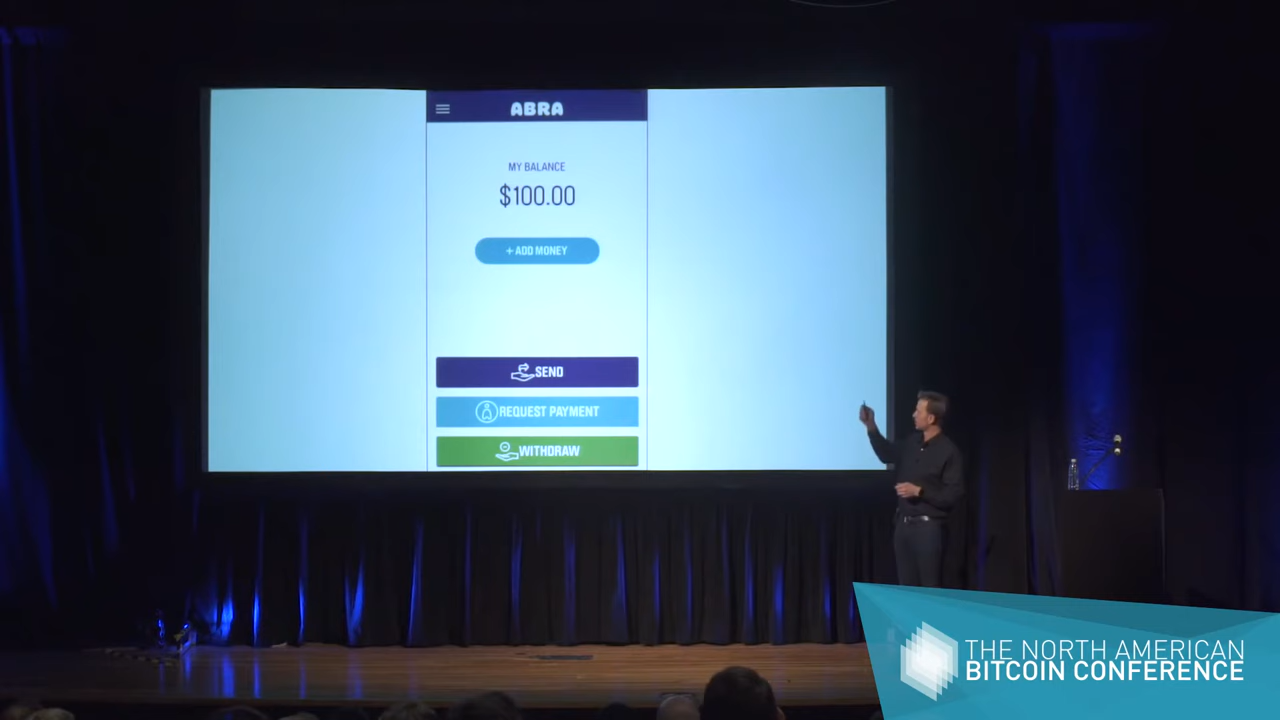 ABRA
MY BALANCE
$100.00
+ ADD MONEY
SEND
REQUEST PAYMENT
WITHDRAW
THE NORTH AMERICAN
BITCOIN CONFERENCE